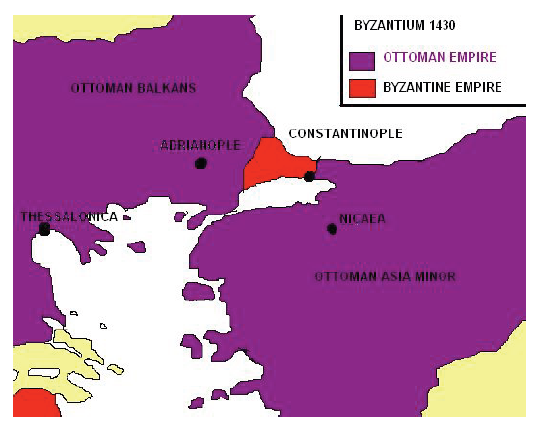 BYZANTIUM 1430
OTTOMAN EMPIRE
BYZANTINE EMPIRE
OTTOMAN BALKANS
CONSTANTINOPLE
ADRIANOPLE
THESSALONICA
NICAEA
OTTOMAN ASIA MINOR